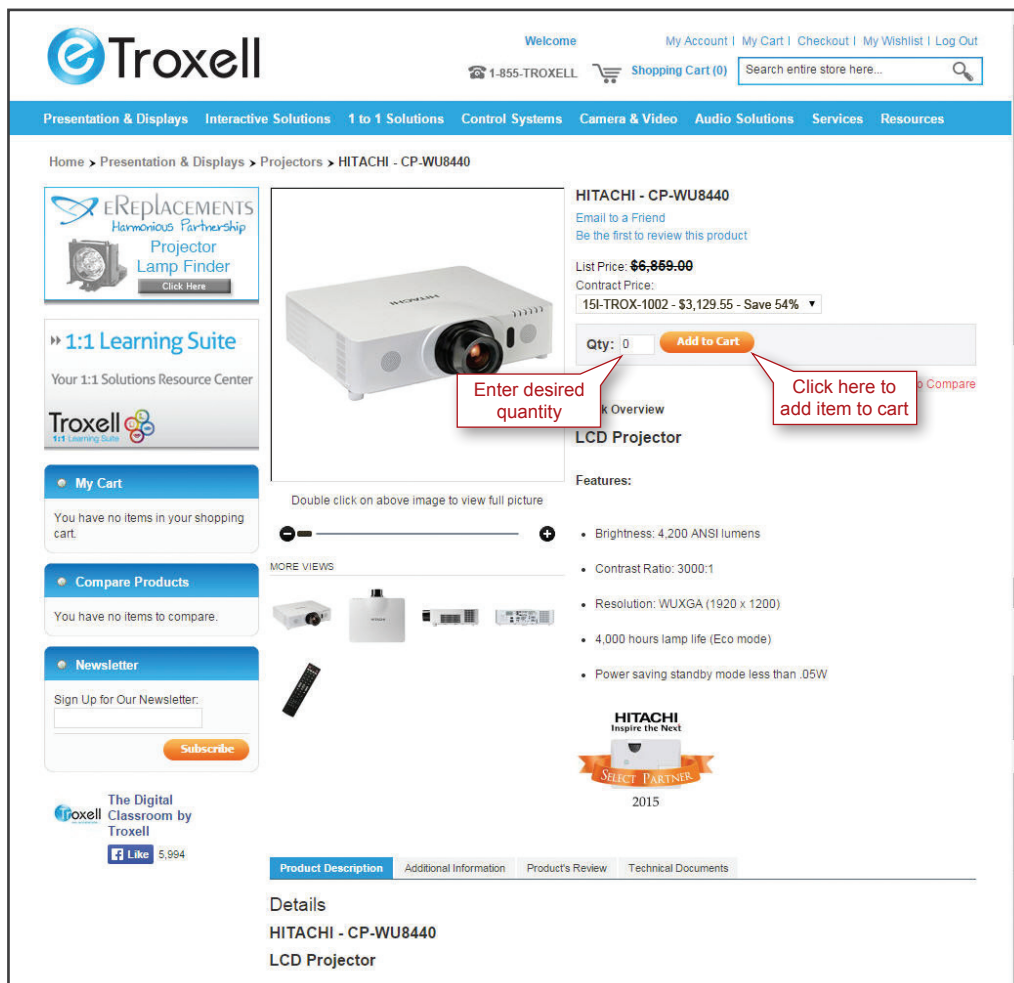 eTroxell
Welcome
My Account | My Cart | Checkout | My Wishlist | Log Out
1-855-TROXELL
Shopping Cart (0)
Search entire store here...
Presentation & Displays Interactive Solutions 1 to 1 Solutions Control Systems Camera & Video Audio Solutions Services Resources
Home > Presentation & Displays > Projectors > HITACHI - CP-WU8440
eReplacements
Harmonious Partnership
Projector
Lamp Finder
Click Here
1:1 Learning Suite
Your 1:1 Solutions Resource Center
Troxell
1:1 Learning Suite
My Cart
You have no items in your shopping
cart.
Compare Products
You have no items to compare.
Newsletter
Sign Up for Our Newsletter:
Subscribe
The Digital
Classroom by
Troxell
Troxell
Like 5,994
HITACHI
Double click on above image to view full picture
MORE VIEWS
HITACHI - CP-WU8440
Email to a Friend
Be the first to review this product
List Price: $6,859.00
Contract Price:
15I-TROX-1002 - $3,129.55 - Save 54%
Qty: 0 Add to Cart
Enter desired
quantity
Click here to
add item to cart
Compare
Overview
LCD Projector
Features:
• Brightness: 4,200 ANSI lumens
• Contrast Ratio: 3000:1
• Resolution: WUXGA (1920 x 1200)
• 4,000 hours lamp life (Eco mode)
• Power saving standby mode less than .05W
HITACHI
Inspire the Next
SELECT PARTNER
2015
Product Description Additional Information Product's Review Technical Documents
Details
HITACHI - CP-WU8440
LCD Projector